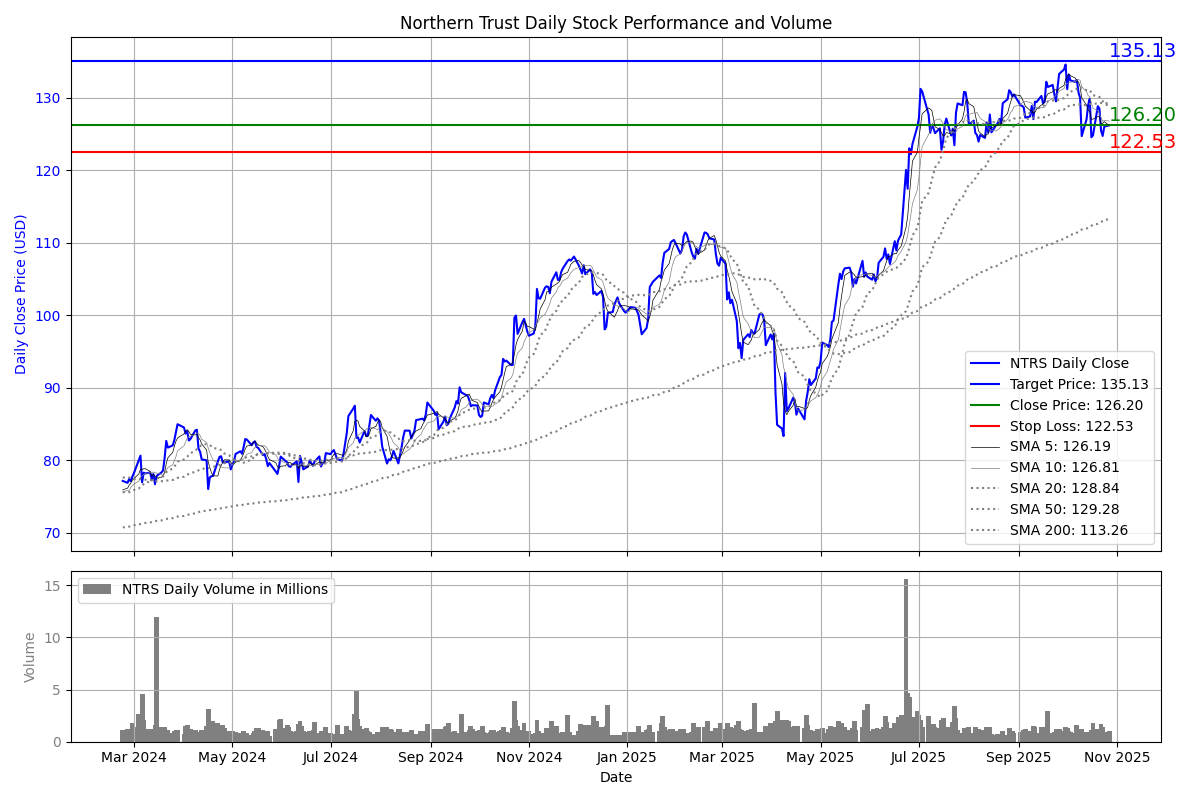 Northern Trust Daily Stock Performance and Volume
135.13
130
126.20
122.53
120
110
100
90
80
70
Daily Close Price (USD)
NTRS Daily Close
Target Price: 135.13
Close Price: 126.20
Stop Loss: 122.53
SMA 5: 126.19
SMA 10: 126.81
SMA 20: 128.84
SMA 50: 129.28
SMA 200: 113.26
NTRS Daily Volume in Millions
15
10
5
0
Volume
Mar 2024 May 2024 Jul 2024 Sep 2024 Nov 2024 Jan 2025 Mar 2025 May 2025 Jul 2025 Sep 2025 Nov 2025
Date